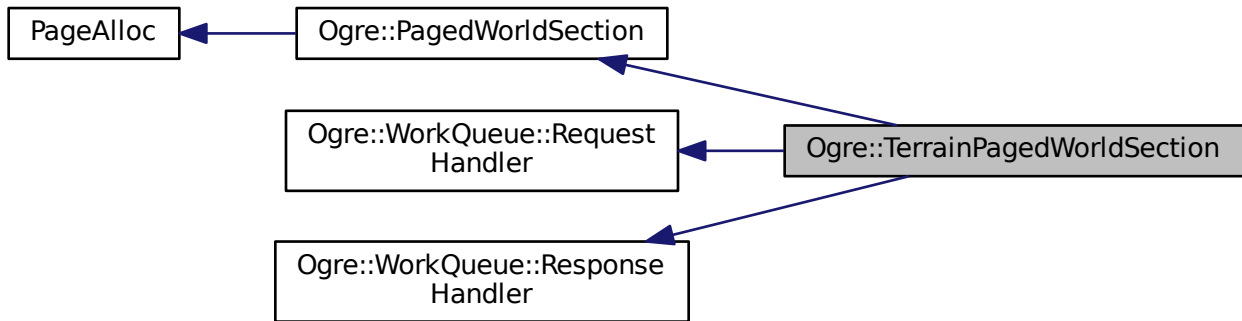 PageAlloc
Ogre::PagedWorldSection
Ogre::WorkQueue::Request
Handler
Ogre::TerrainPagedWorldSection
Ogre::WorkQueue::Response
Handler